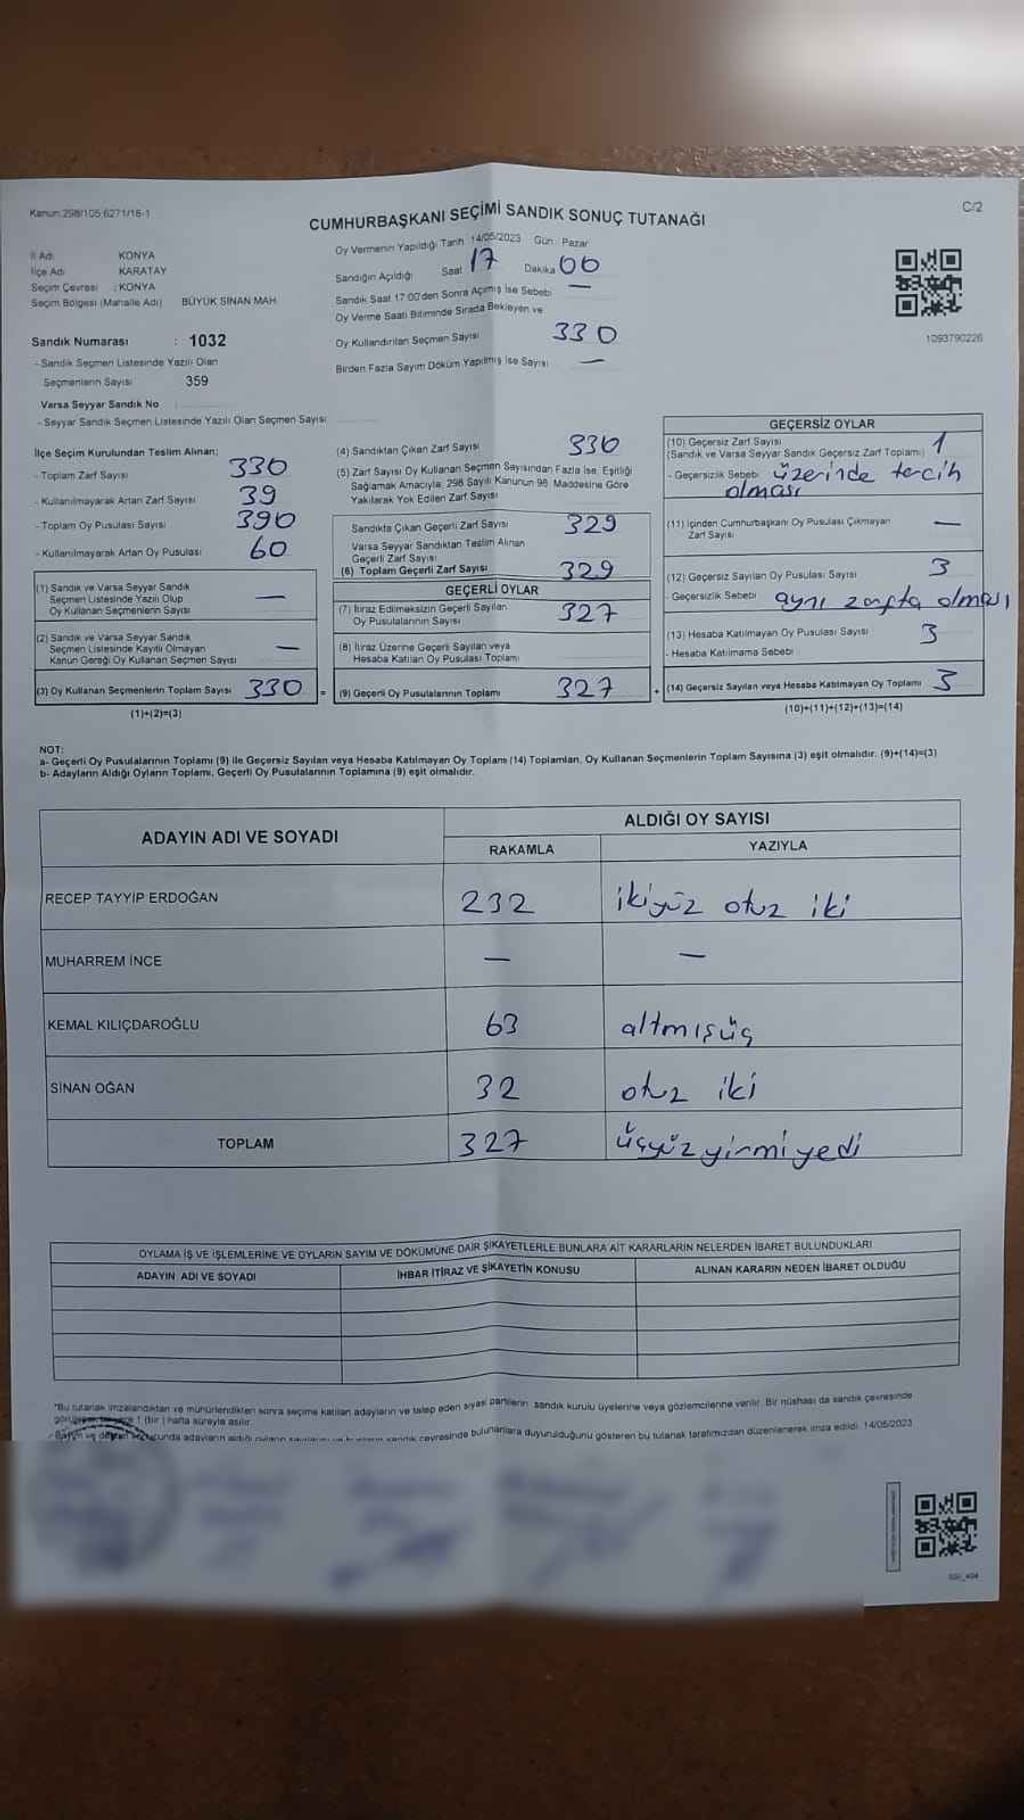 Kanun:298/105;6271/16-1
C/2
CUMHURBAŞKANI SEÇİMİ SANDIK SONUÇ TUTANAĞI
İl Adı KONYA
İlçe Adı KARATAY
Seçim Çevresi : KONYA
Seçim Bölgesi (Mahalle Adı) BÜYÜK SİNAN MAH.
Sandık Numarası : 1032
- Sandık Seçmen Listesinde Yazılı Olan
Seçmenlerin Sayısı 359
Varsa Seyyar Sandık No
- Seyyar Sandık Seçmen Listesinde Yazılı Olan Seçmen Sayısı
Oy Vermenin Yapıldığı Tarih 14/05/2023 Gün: Pazar
Sandığın Açıldığı Saat 17 Dakika 00
Sandık Saat 17:00'den Sonra Açılmış İse Sebebi —
Oy Verme Saati Bitiminde Sırada Bekleyen ve
Oy Kullandırılan Seçmen Sayısı 330
Birden Fazla Sayım Döküm Yapılmış İse Sayısı —
1093790226
İlçe Seçim Kurulundan Teslim Alınan:
- Toplam Zarf Sayısı 330
- Kullanılmayarak Artan Zarf Sayısı 39
- Toplam Oy Pusulası Sayısı 390
- Kullanılmayarak Artan Oy Pusulası 60
(1) Sandık ve Varsa Seyyar Sandık
Seçmen Listesinde Yazılı Olup
Oy Kullanan Seçmenlerin Sayısı —
(2) Sandık ve Varsa Seyyar Sandık
Seçmen Listesinde Kayıtlı Olmayan
Kanun Gereği Oy Kullanan Seçmen Sayısı —
(3) Oy Kullanan Seçmenlerin Toplam Sayısı 330 =
(1)+(2)=(3)
(4) Sandıktan Çıkan Zarf Sayısı 330
(5) Zarf Sayısı Oy Kullanan Seçmen Sayısından Fazla İse, Eşitliği
Sağlamak Amacıyla, 298 Sayılı Kanunun 98. Maddesine Göre
Yakılarak Yok Edilen Zarf Sayısı
Sandıkta Çıkan Geçerli Zarf Sayısı 329
Varsa Seyyar Sandıktan Teslim Alınan
Geçerli Zarf Sayısı
(6) Toplam Geçerli Zarf Sayısı 329
GEÇERLİ OYLAR
(7) İtiraz Edilmeksizin Geçerli Sayılan
Oy Pusulalarının Sayısı 327
(8) İtiraz Üzerine Geçerli Sayılan veya
Hesaba Katılan Oy Pusulası Toplamı
(9) Geçerli Oy Pusulalarının Toplamı 327 +
GEÇERSİZ OYLAR
(10) Geçersiz Zarf Sayısı 1
(Sandık ve Varsa Seyyar Sandık Geçersiz Zarf Toplamı)
- Geçersizlik Sebebi üzerinde tercih
olması
(11) İçinden Cumhurbaşkanı Oy Pusulası Çıkmayan
Zarf Sayısı —
(12) Geçersiz Sayılan Oy Pusulası Sayısı 3
- Geçersizlik Sebebi aynı zarfta olması
(13) Hesaba Katılmayan Oy Pusulası Sayısı 3
- Hesaba Katılmama Sebebi
(14) Geçersiz Sayılan veya Hesaba Katılmayan Oy Toplamı 3
(10)+(11)+(12)+(13)=(14)
NOT:
a- Geçerli Oy Pusulalarının Toplamı (9) ile Geçersiz Sayılan veya Hesaba Katılmayan Oy Toplamı (14) Toplamları, Oy Kullanan Seçmenlerin Toplam Sayısına (3) eşit olmalıdır. (9)+(14)=(3)
b- Adayların Aldığı Oyların Toplamı, Geçerli Oy Pusulalarının Toplamına (9) eşit olmalıdır.
ADAYIN ADI VE SOYADI ALDIĞI OY SAYISI
RAKAMLA YAZIYLA
RECEP TAYYİP ERDOĞAN 232 ikiyüz otuz iki
MUHARREM İNCE — —
KEMAL KILIÇDAROĞLU 63 altmışüç
SİNAN OĞAN 32 otuz iki
TOPLAM 327 üçyüz yirmi yedi
OYLAMA İŞ VE İŞLEMLERİNE VE OYLARIN SAYIM VE DÖKÜMÜNE DAİR ŞİKAYETLERLE BUNLARA AİT KARARLARIN NELERDEN İBARET BULUNDUKLARI
ADAYIN ADI VE SOYADI İHBAR İTİRAZ VE ŞİKAYETİN KONUSU ALINAN KARARIN NEDEN İBARET OLDUĞU
*Bu tutanak imzalandıktan ve mühürlendikten sonra seçime katılan adayların ve talep eden siyasi partilerin sandık kurulu üyelerine veya gözlemcilerine verilir. Bir nüshası da sandık çevresinde
1 (bir) hafta süreyle asılır.
sandık çevresinde bulunanlara duyurulduğunu gösteren bu tutanak tarafımızdan düzenlenerek imza edildi. 14/05/2023